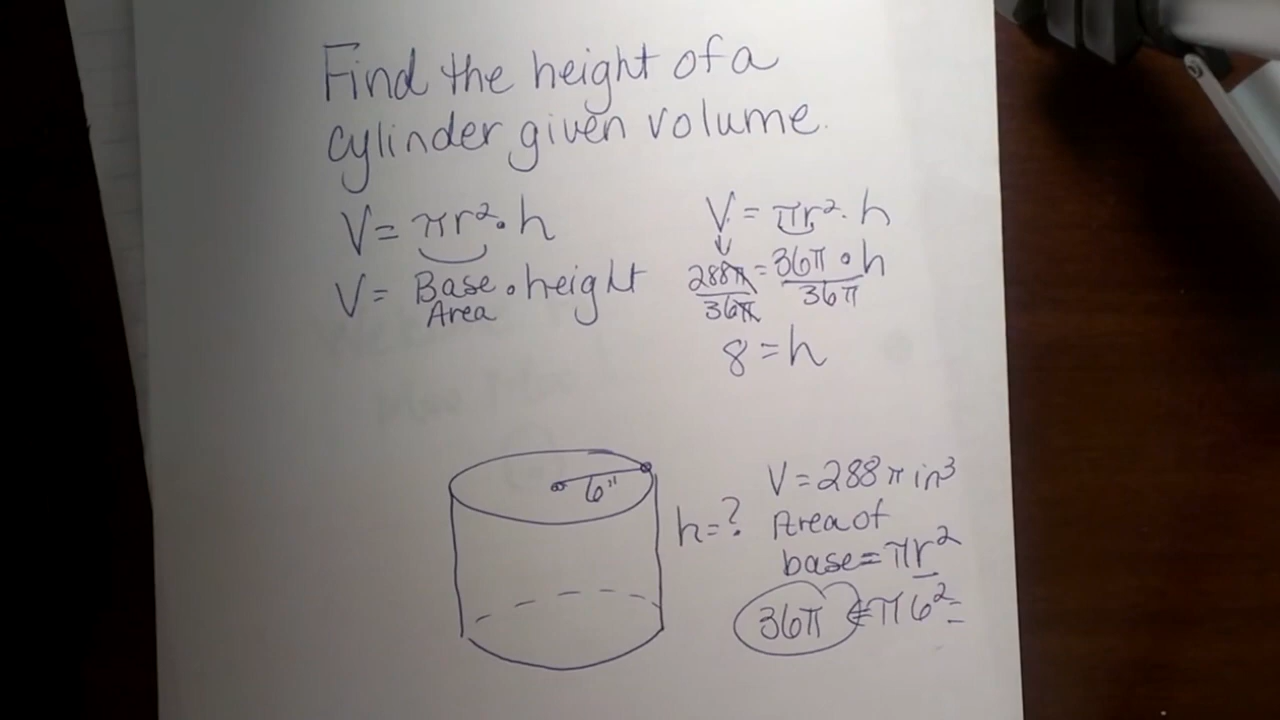 Find the height of a
cylinder given volume.
V = πr²·h
V = Base · height
Area
V = πr²·h
288π = 36π · h
36π 36π
8 = h
6"
h = ?
V = 288π in³
Area of
base = πr²
36π = π6² =